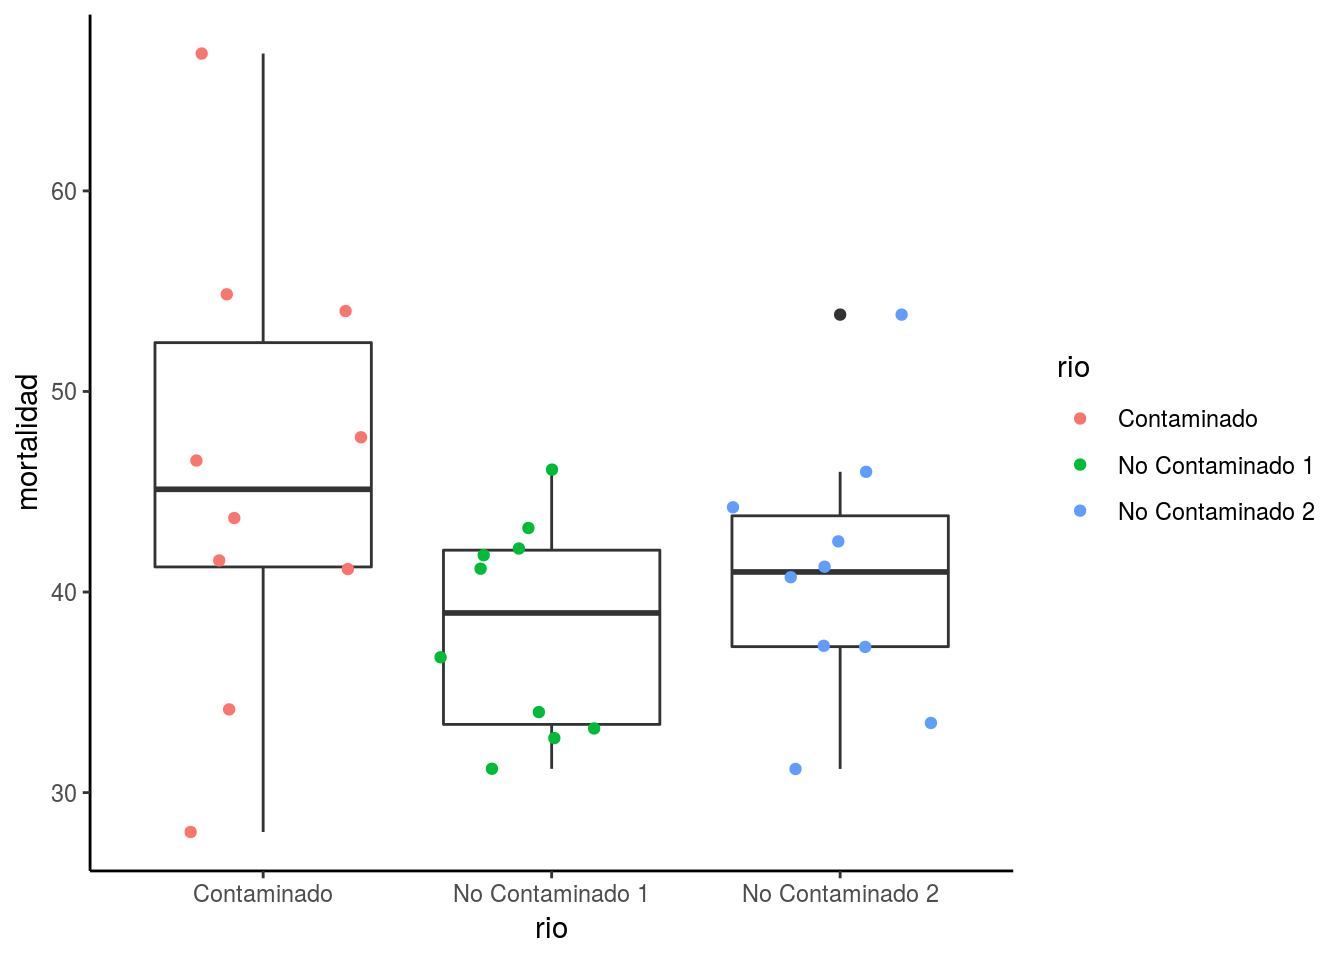 mortalidad
60
50
40
30
Contaminado
No Contaminado 1
No Contaminado 2
rio
rio
Contaminado
No Contaminado 1
No Contaminado 2